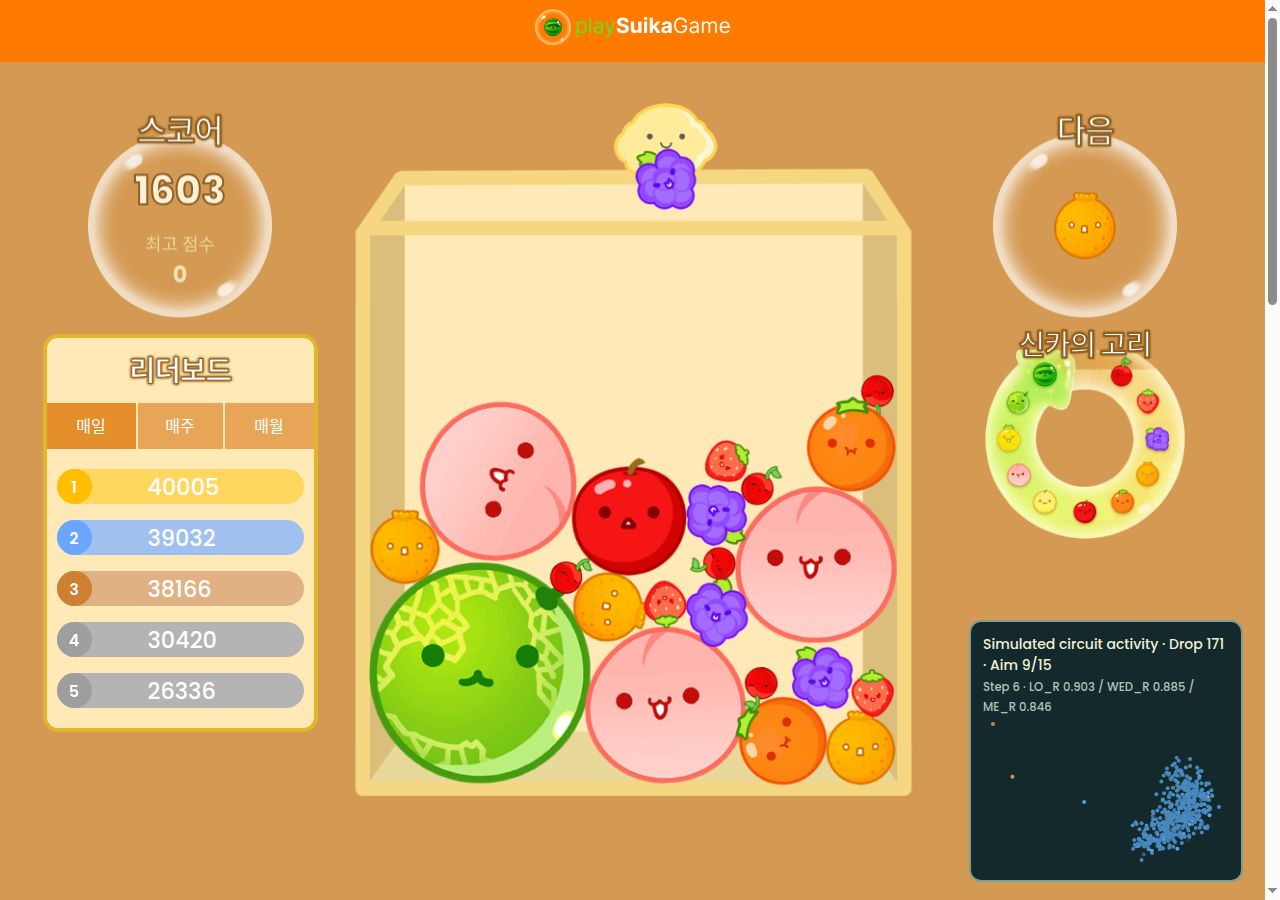 playSuikaGame
스코어
1603
최고 점수
0
다음
신카의 고리
리더보드
매일
매주
매월
1 40005
2 39032
3 38166
4 30420
5 26336
Simulated circuit activity · Drop 171
· Aim 9/15
Step 6 · LO_R 0.903 / WED_R 0.885 /
ME_R 0.846